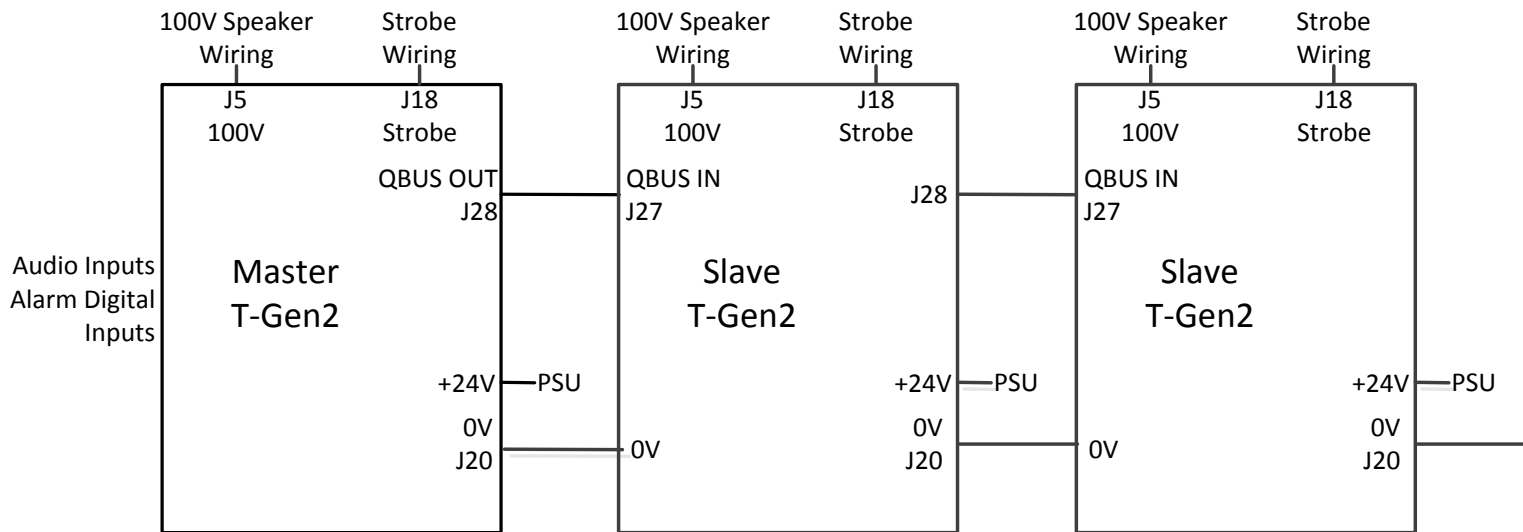 100V Speaker
Wiring
Strobe
Wiring
100V Speaker
Wiring
Strobe
Wiring
100V Speaker
Wiring
Strobe
Wiring
J5
100V
J18
Strobe
QBUS OUT
J28
Audio Inputs
Alarm Digital
Inputs
Master
T-Gen2
+24V
PSU
0V
J20
J5
100V
J18
Strobe
QBUS IN
J27
J28
Slave
T-Gen2
+24V
PSU
0V
0V
J20
J5
100V
J18
Strobe
QBUS IN
J27
Slave
T-Gen2
+24V
PSU
0V
0V
J20